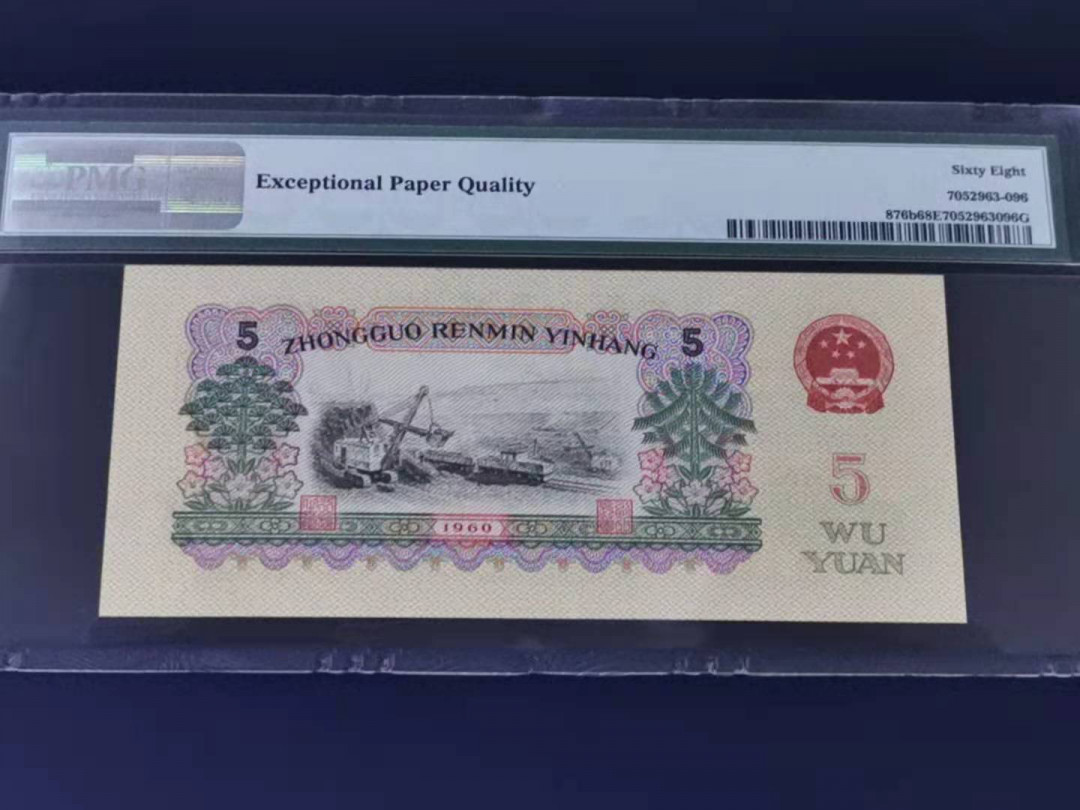 PMG
Exceptional Paper Quality
Sixty Eight
7052963-096
876b68E7052963096G
5 ZHONGGUO RENMIN YINHANG 5
1960
5
WU
YUAN